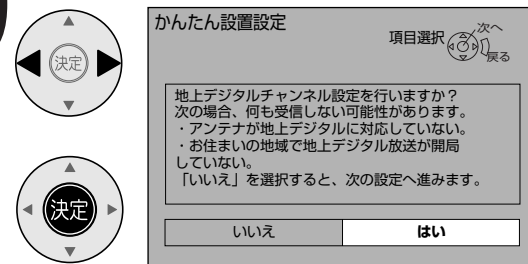 決定
かんたん設置設定
項目選択
次へ
戻る
地上デジタルチャンネル設定を行いますか？
次の場合、何も受信しない可能性があります。
・アンテナが地上デジタルに対応していない。
・お住まいの地域で地上デジタル放送が開局
していない。
「いいえ」を選択すると、次の設定へ進みます。
決定
いいえ
はい